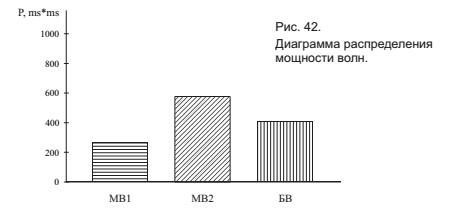 P, ms*ms
Рис. 42.
Диаграмма распределения
мощности волн.
1000
800
600
400
200
0
МВ1 МВ2 БВ